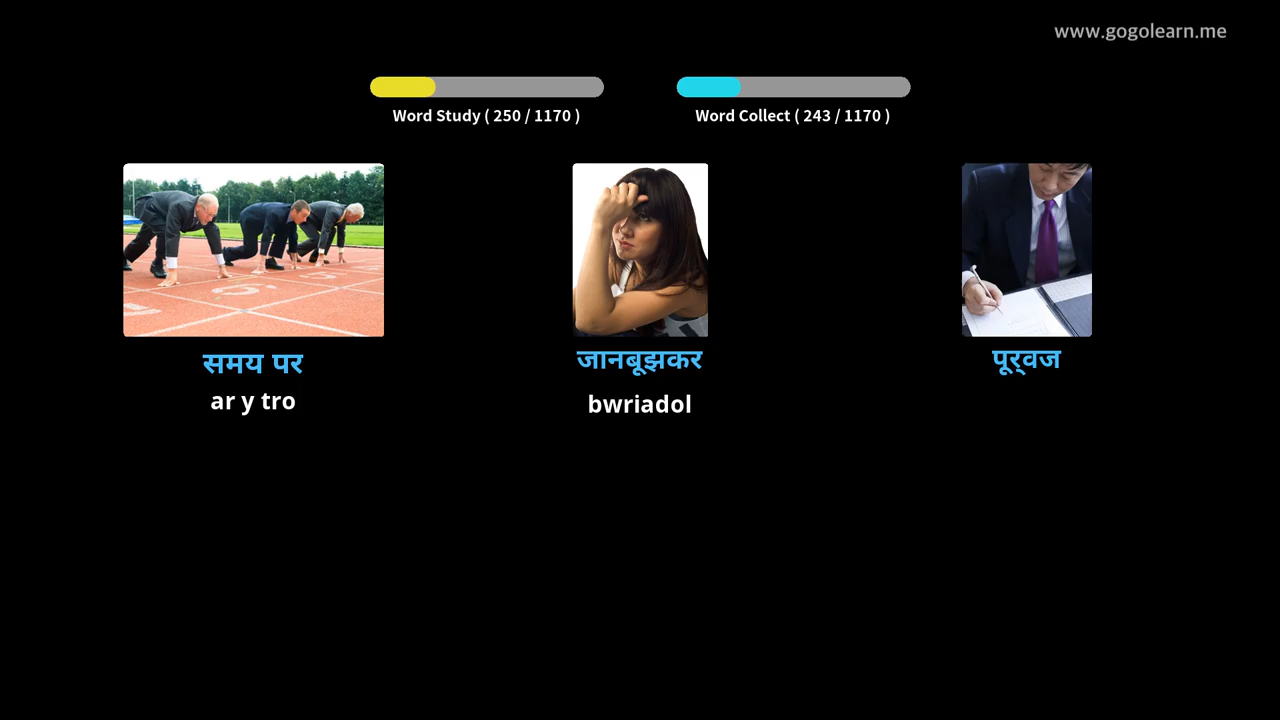 www.gogolearn.me
Word Study ( 250 / 1170 )
Word Collect ( 243 / 1170 )
समय पर
जानबूझकर
पूर्वज
ar y tro
bwriadol